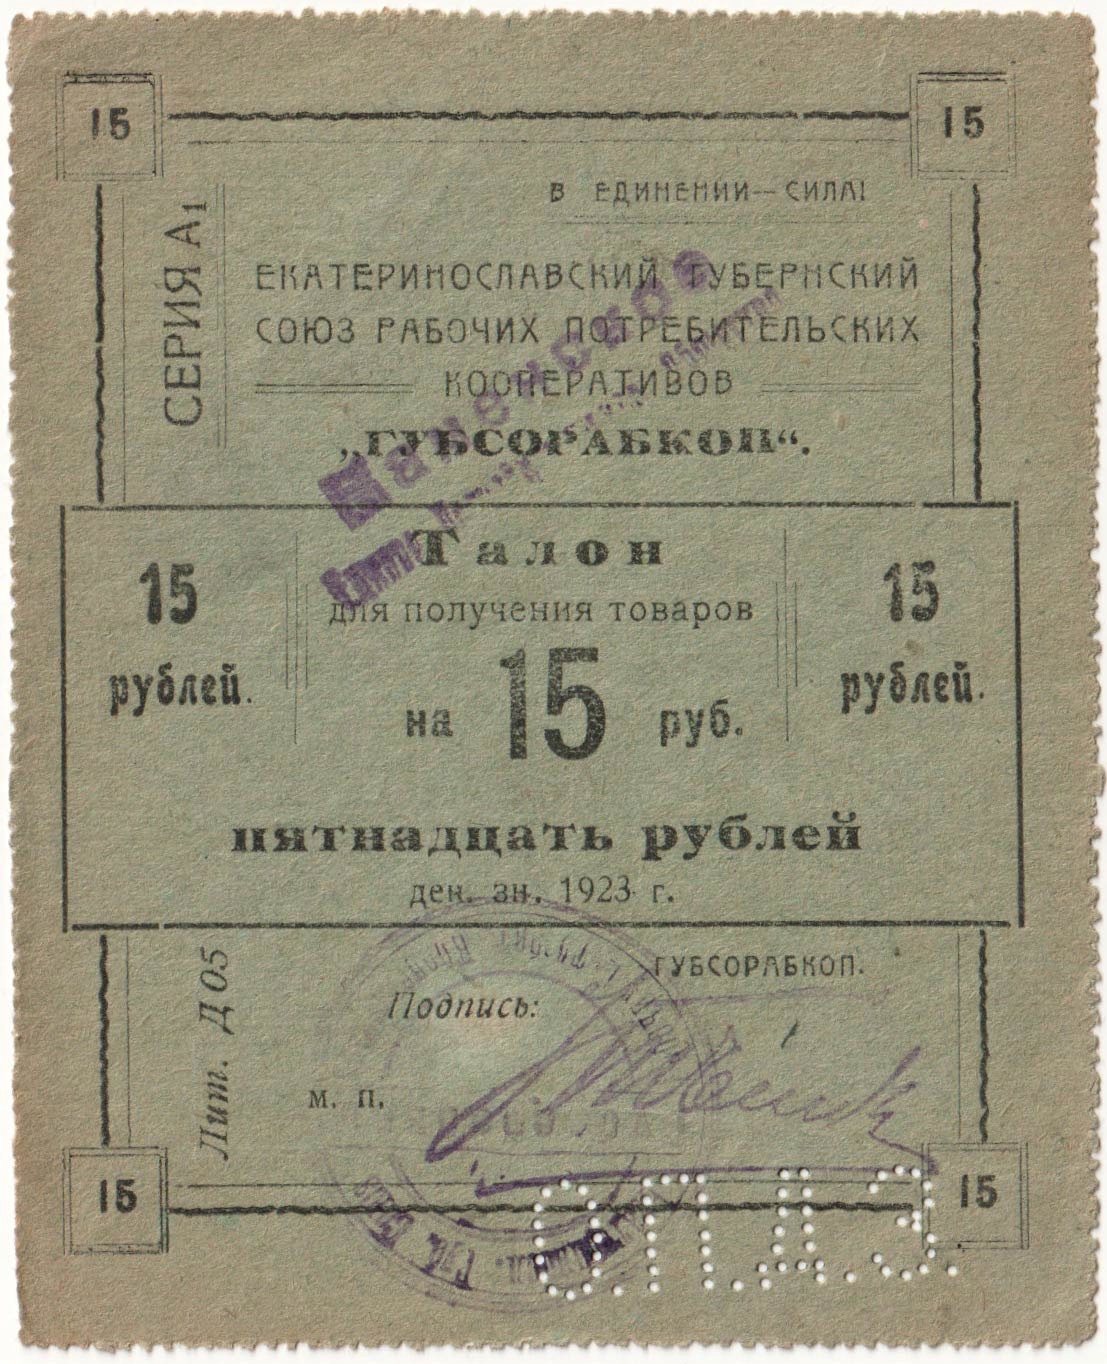 15
15
СЕРИЯ А1
В ЕДИНЕНИИ—СИЛА!
ЕКАТЕРИНОСЛАВСКИЙ ГУБЕРНСКИЙ
СОЮЗ РАБОЧИХ ПОТРЕБИТЕЛЬСКИХ
КООПЕРАТИВОВ
„ГУБСОРАБКОП“.
15
рублей.
Талон
для получения товаров
на 15 руб.
15
рублей.
пятнадцать рублей
ден. зн. 1923 г.
Лит. Д 05
ГУБСОРАБКОП.
Подпись:
м. п.
15
15